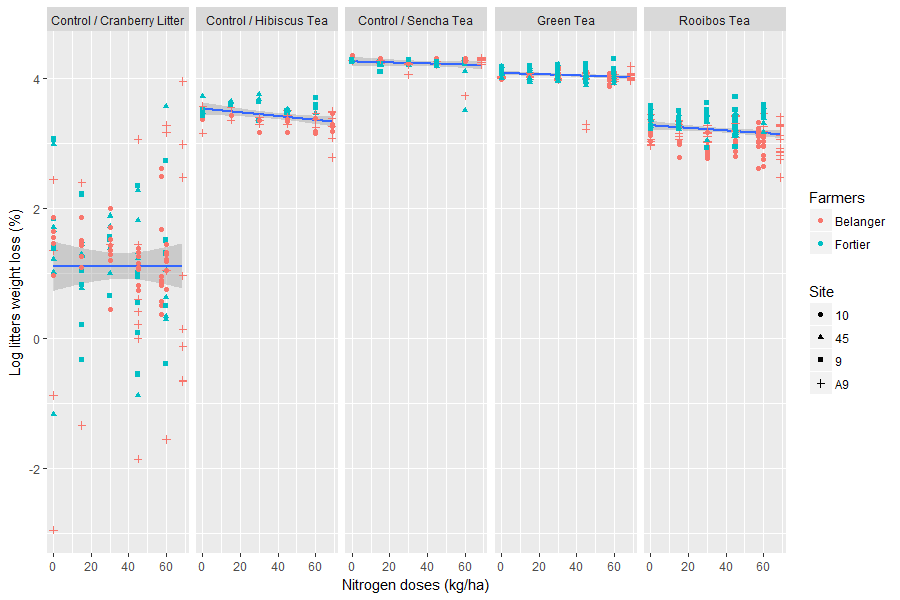 Control / Cranberry Litter Control / Hibiscus Tea Control / Sencha Tea Green Tea Rooibos Tea
4
2
0
-2
Log litters weight loss (%)
0 20 40 60 0 20 40 60 0 20 40 60 0 20 40 60 0 20 40 60
Nitrogen doses (kg/ha)
Farmers
Belanger
Fortier
Site
10
45
9
A9